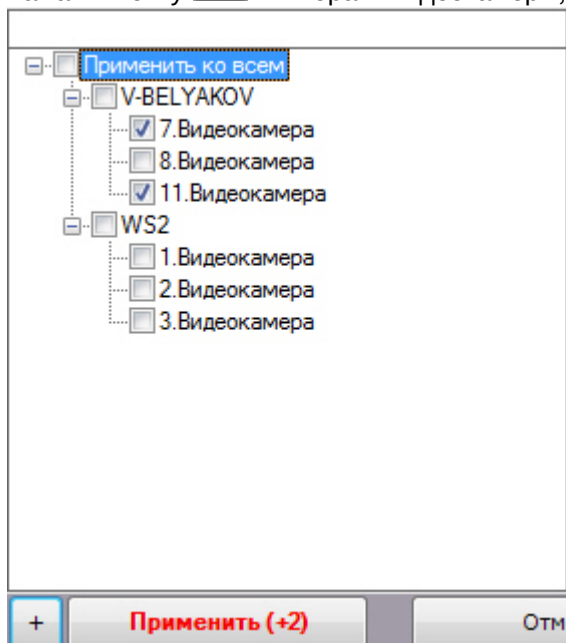 Применить ко всем
V-BELYAKOV
7.Видеокамера
8.Видеокамера
11.Видеокамера
WS2
1.Видеокамера
2.Видеокамера
3.Видеокамера
+ Применить (+2) Отм